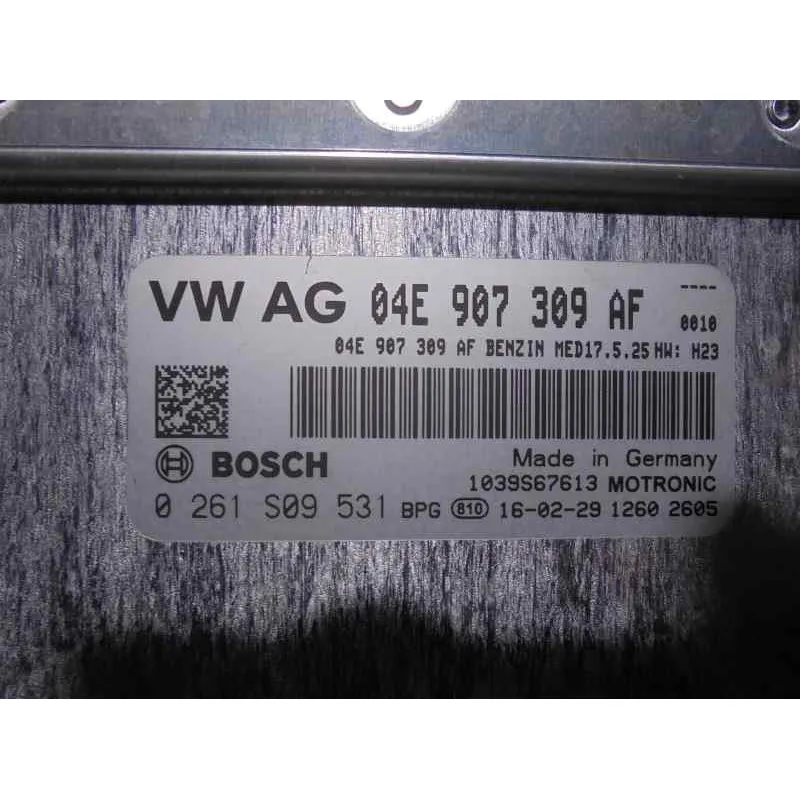 VW AG 04E 907 309 AF ----
0010
04E 907 309 AF BENZIN MED17.5.25 HW: H23
BOSCH
Made in Germany
1039S67613 MOTRONIC
0 261 S09 531 BPG 810 16-02-29 1260 2605